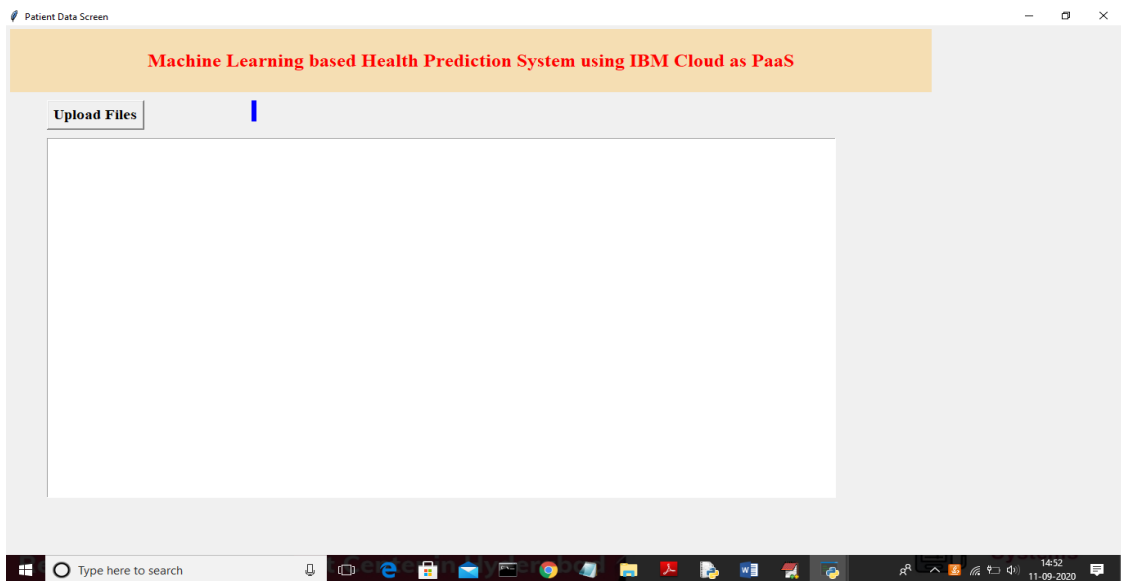 Patient Data Screen
Machine Learning based Health Prediction System using IBM Cloud as PaaS
Upload Files
Type here to search
14:52
11-09-2020